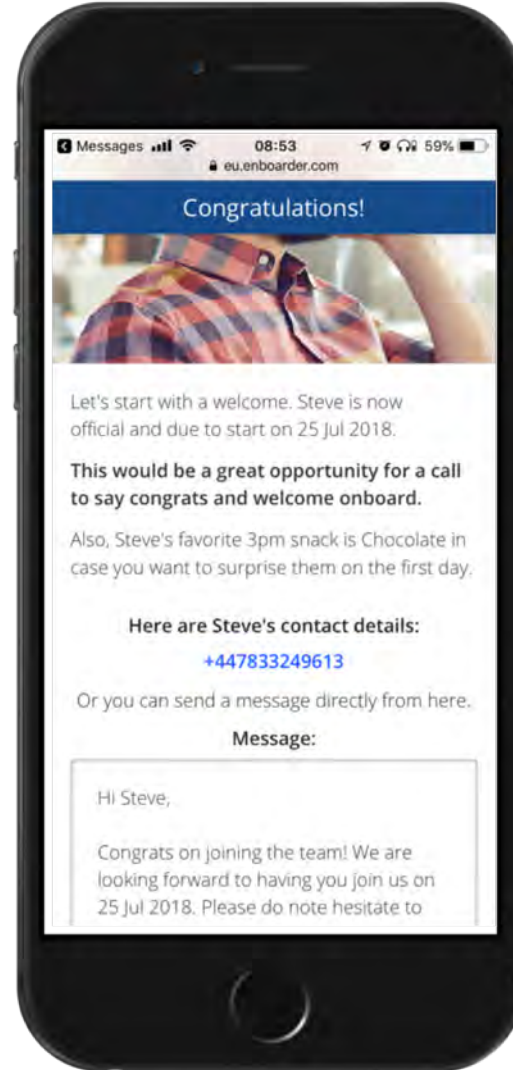 Messages 08:53 59%
eu.enboarder.com
Congratulations!
Let's start with a welcome. Steve is now
official and due to start on 25 Jul 2018.
This would be a great opportunity for a call
to say congrats and welcome onboard.
Also, Steve's favorite 3pm snack is Chocolate in
case you want to surprise them on the first day.
Here are Steve's contact details:
+447833249613
Or you can send a message directly from here.
Message:
Hi Steve,
Congrats on joining the team! We are
looking forward to having you join us on
25 Jul 2018. Please do note hesitate to